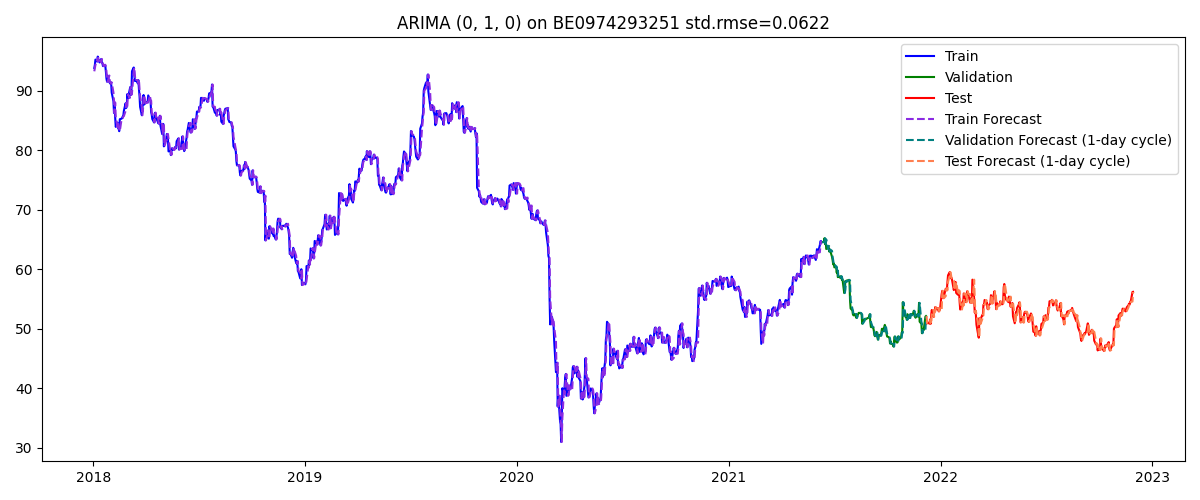 ARIMA (0, 1, 0) on BE0974293251 std.rmse=0.0622
Train
Validation
Test
Train Forecast
Validation Forecast (1-day cycle)
Test Forecast (1-day cycle)
90
80
70
60
50
40
30
2018 2019 2020 2021 2022 2023